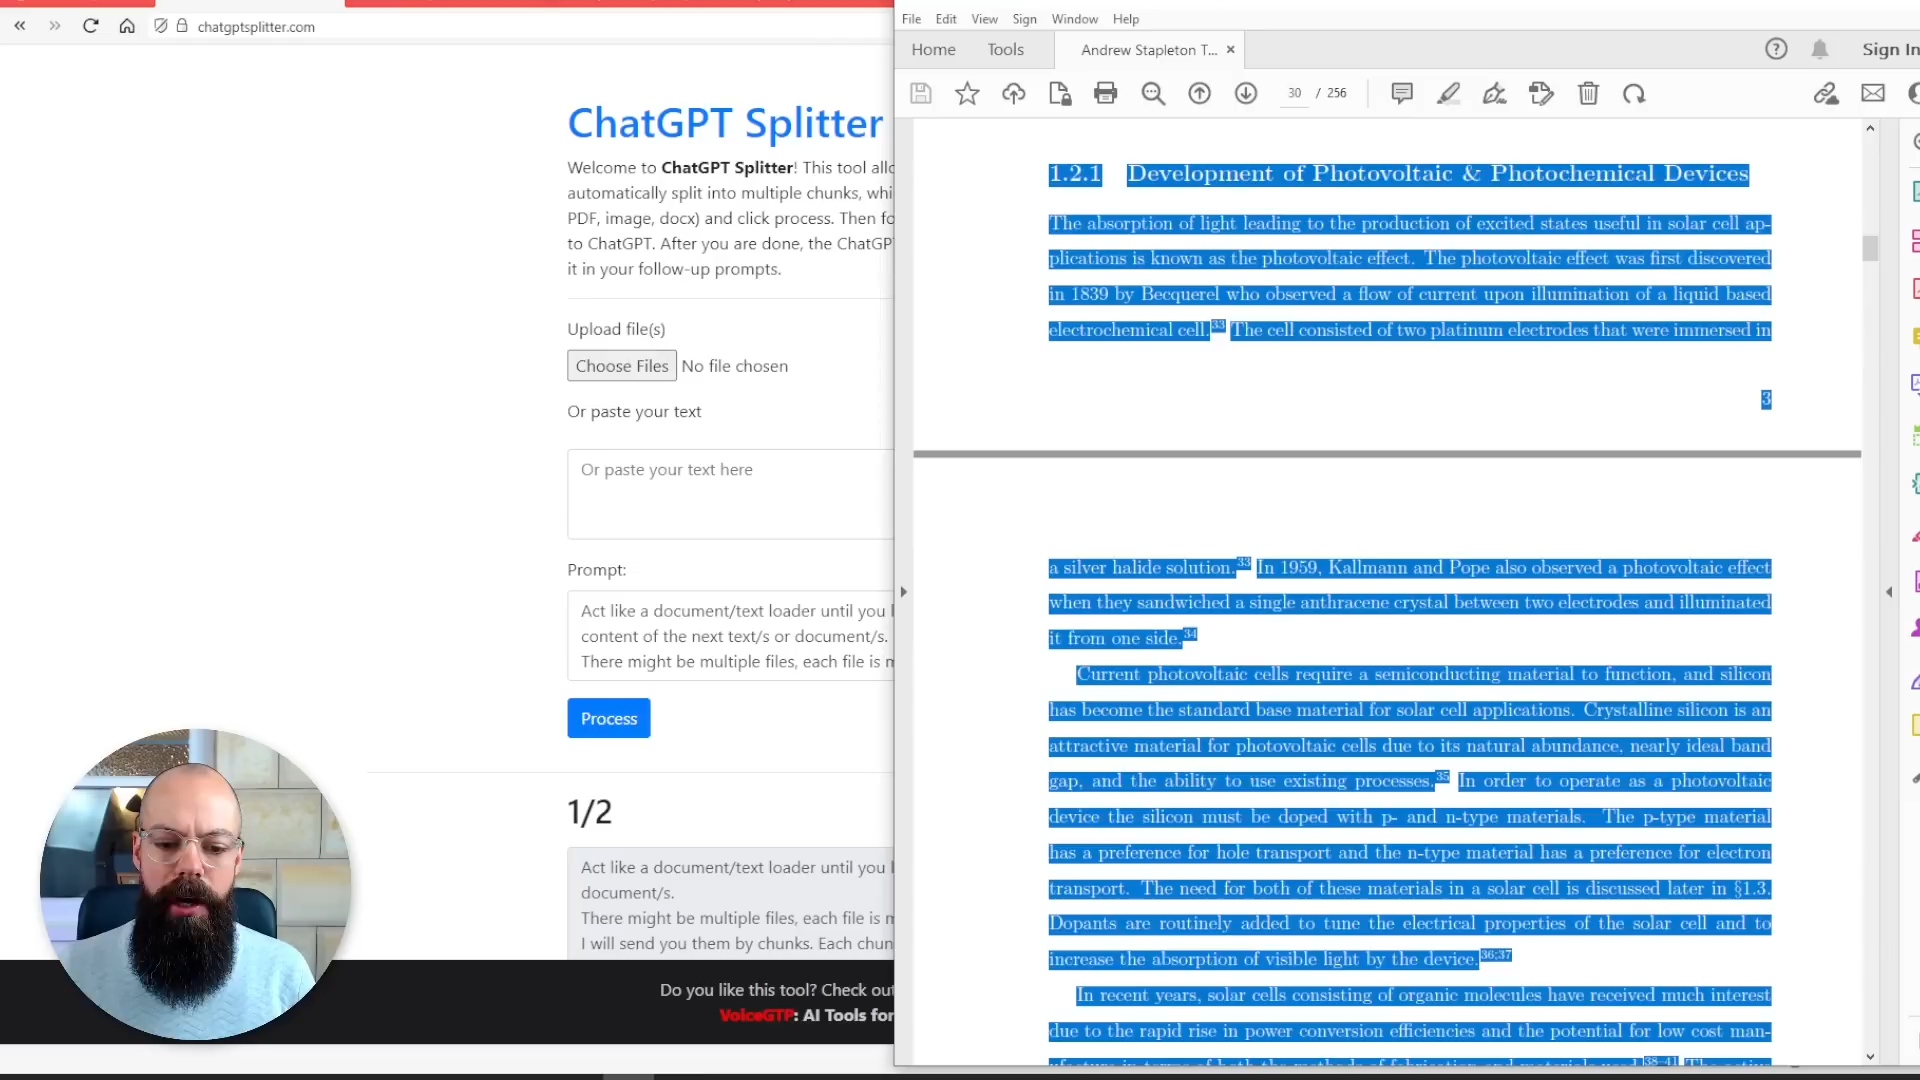 chatgptsplitter.com
ChatGPT Splitter
Welcome to ChatGPT Splitter! This tool allo
automatically split into multiple chunks, whi
PDF, image, docx) and click process. Then fo
to ChatGPT. After you are done, the ChatGP
it in your follow-up prompts.
Upload file(s)
Choose Files No file chosen
Or paste your text
Or paste your text here
Prompt:
Act like a document/text loader until you l
content of the next text/s or document/s.
There might be multiple files, each file is m
Process
1/2
Act like a document/text loader until you l
document/s.
There might be multiple files, each file is m
I will send you them by chunks. Each chun
Do you like this tool? Check out
VoiceGTP: AI Tools for
File Edit View Sign Window Help
Home Tools Andrew Stapleton T... × Sign In
30 / 256
1.2.1 Development of Photovoltaic & Photochemical Devices
The absorption of light leading to the production of excited states useful in solar cell ap-
plications is known as the photovoltaic effect. The photovoltaic effect was first discovered
in 1839 by Becquerel who observed a flow of current upon illumination of a liquid based
electrochemical cell.33 The cell consisted of two platinum electrodes that were immersed in
3
a silver halide solution.33 In 1959, Kallmann and Pope also observed a photovoltaic effect
when they sandwiched a single anthracene crystal between two electrodes and illuminated
it from one side.34
Current photovoltaic cells require a semiconducting material to function, and silicon
has become the standard base material for solar cell applications. Crystalline silicon is an
attractive material for photovoltaic cells due to its natural abundance, nearly ideal band
gap, and the ability to use existing processes.35 In order to operate as a photovoltaic
device the silicon must be doped with p- and n-type materials. The p-type material
has a preference for hole transport and the n-type material has a preference for electron
transport. The need for both of these materials in a solar cell is discussed later in §1.3.
Dopants are routinely added to tune the electrical properties of the solar cell and to
increase the absorption of visible light by the device.36;37
In recent years, solar cells consisting of organic molecules have received much interest
due to the rapid rise in power conversion efficiencies and the potential for low cost man-
ufacture in terms of both the methods of fabrication and materials used.38–41 The active